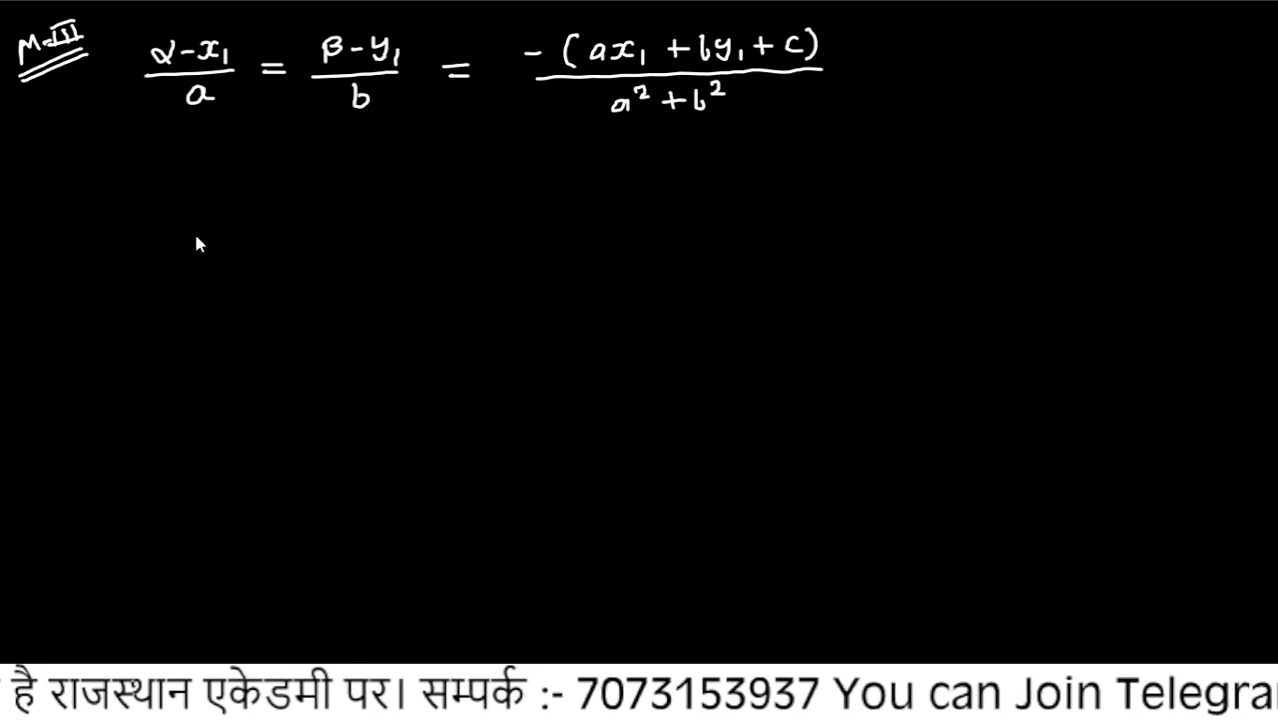 M-III
α-x₁/a = β-y₁/b = -(ax₁+by₁+c)/a²+b²
है राजस्थान एकेडमी पर। सम्पर्क :- 7073153937 You can Join Telegra